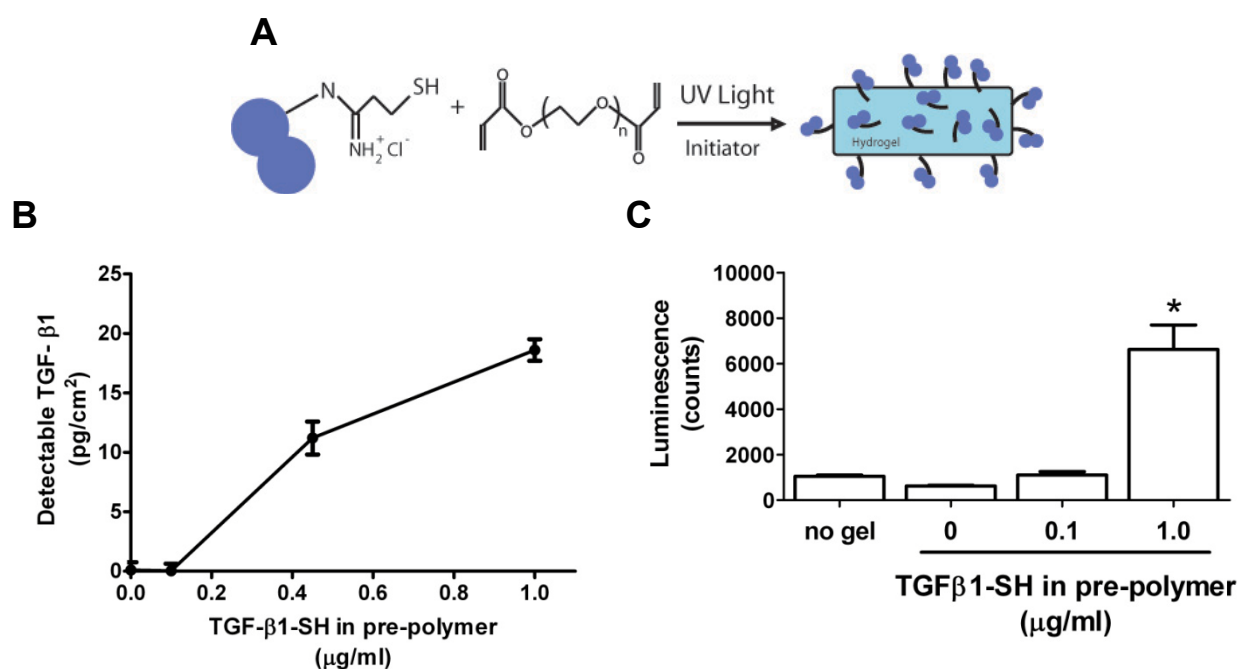 A
N
SH
NH₂⁺ Cl⁻
+
O
O
( O )n
O
UV Light
Initiator
Hydrogel
B
Detectable TGF- β1
(pg/cm²)
25
20
15
10
5
0
0.0 0.2 0.4 0.6 0.8 1.0
TGF-β1-SH in pre-polymer
(μg/ml)
C
Luminescence
(counts)
10000
8000
6000
4000
2000
0
*
no gel 0 0.1 1.0
TGFβ1-SH in pre-polymer
(μg/ml)